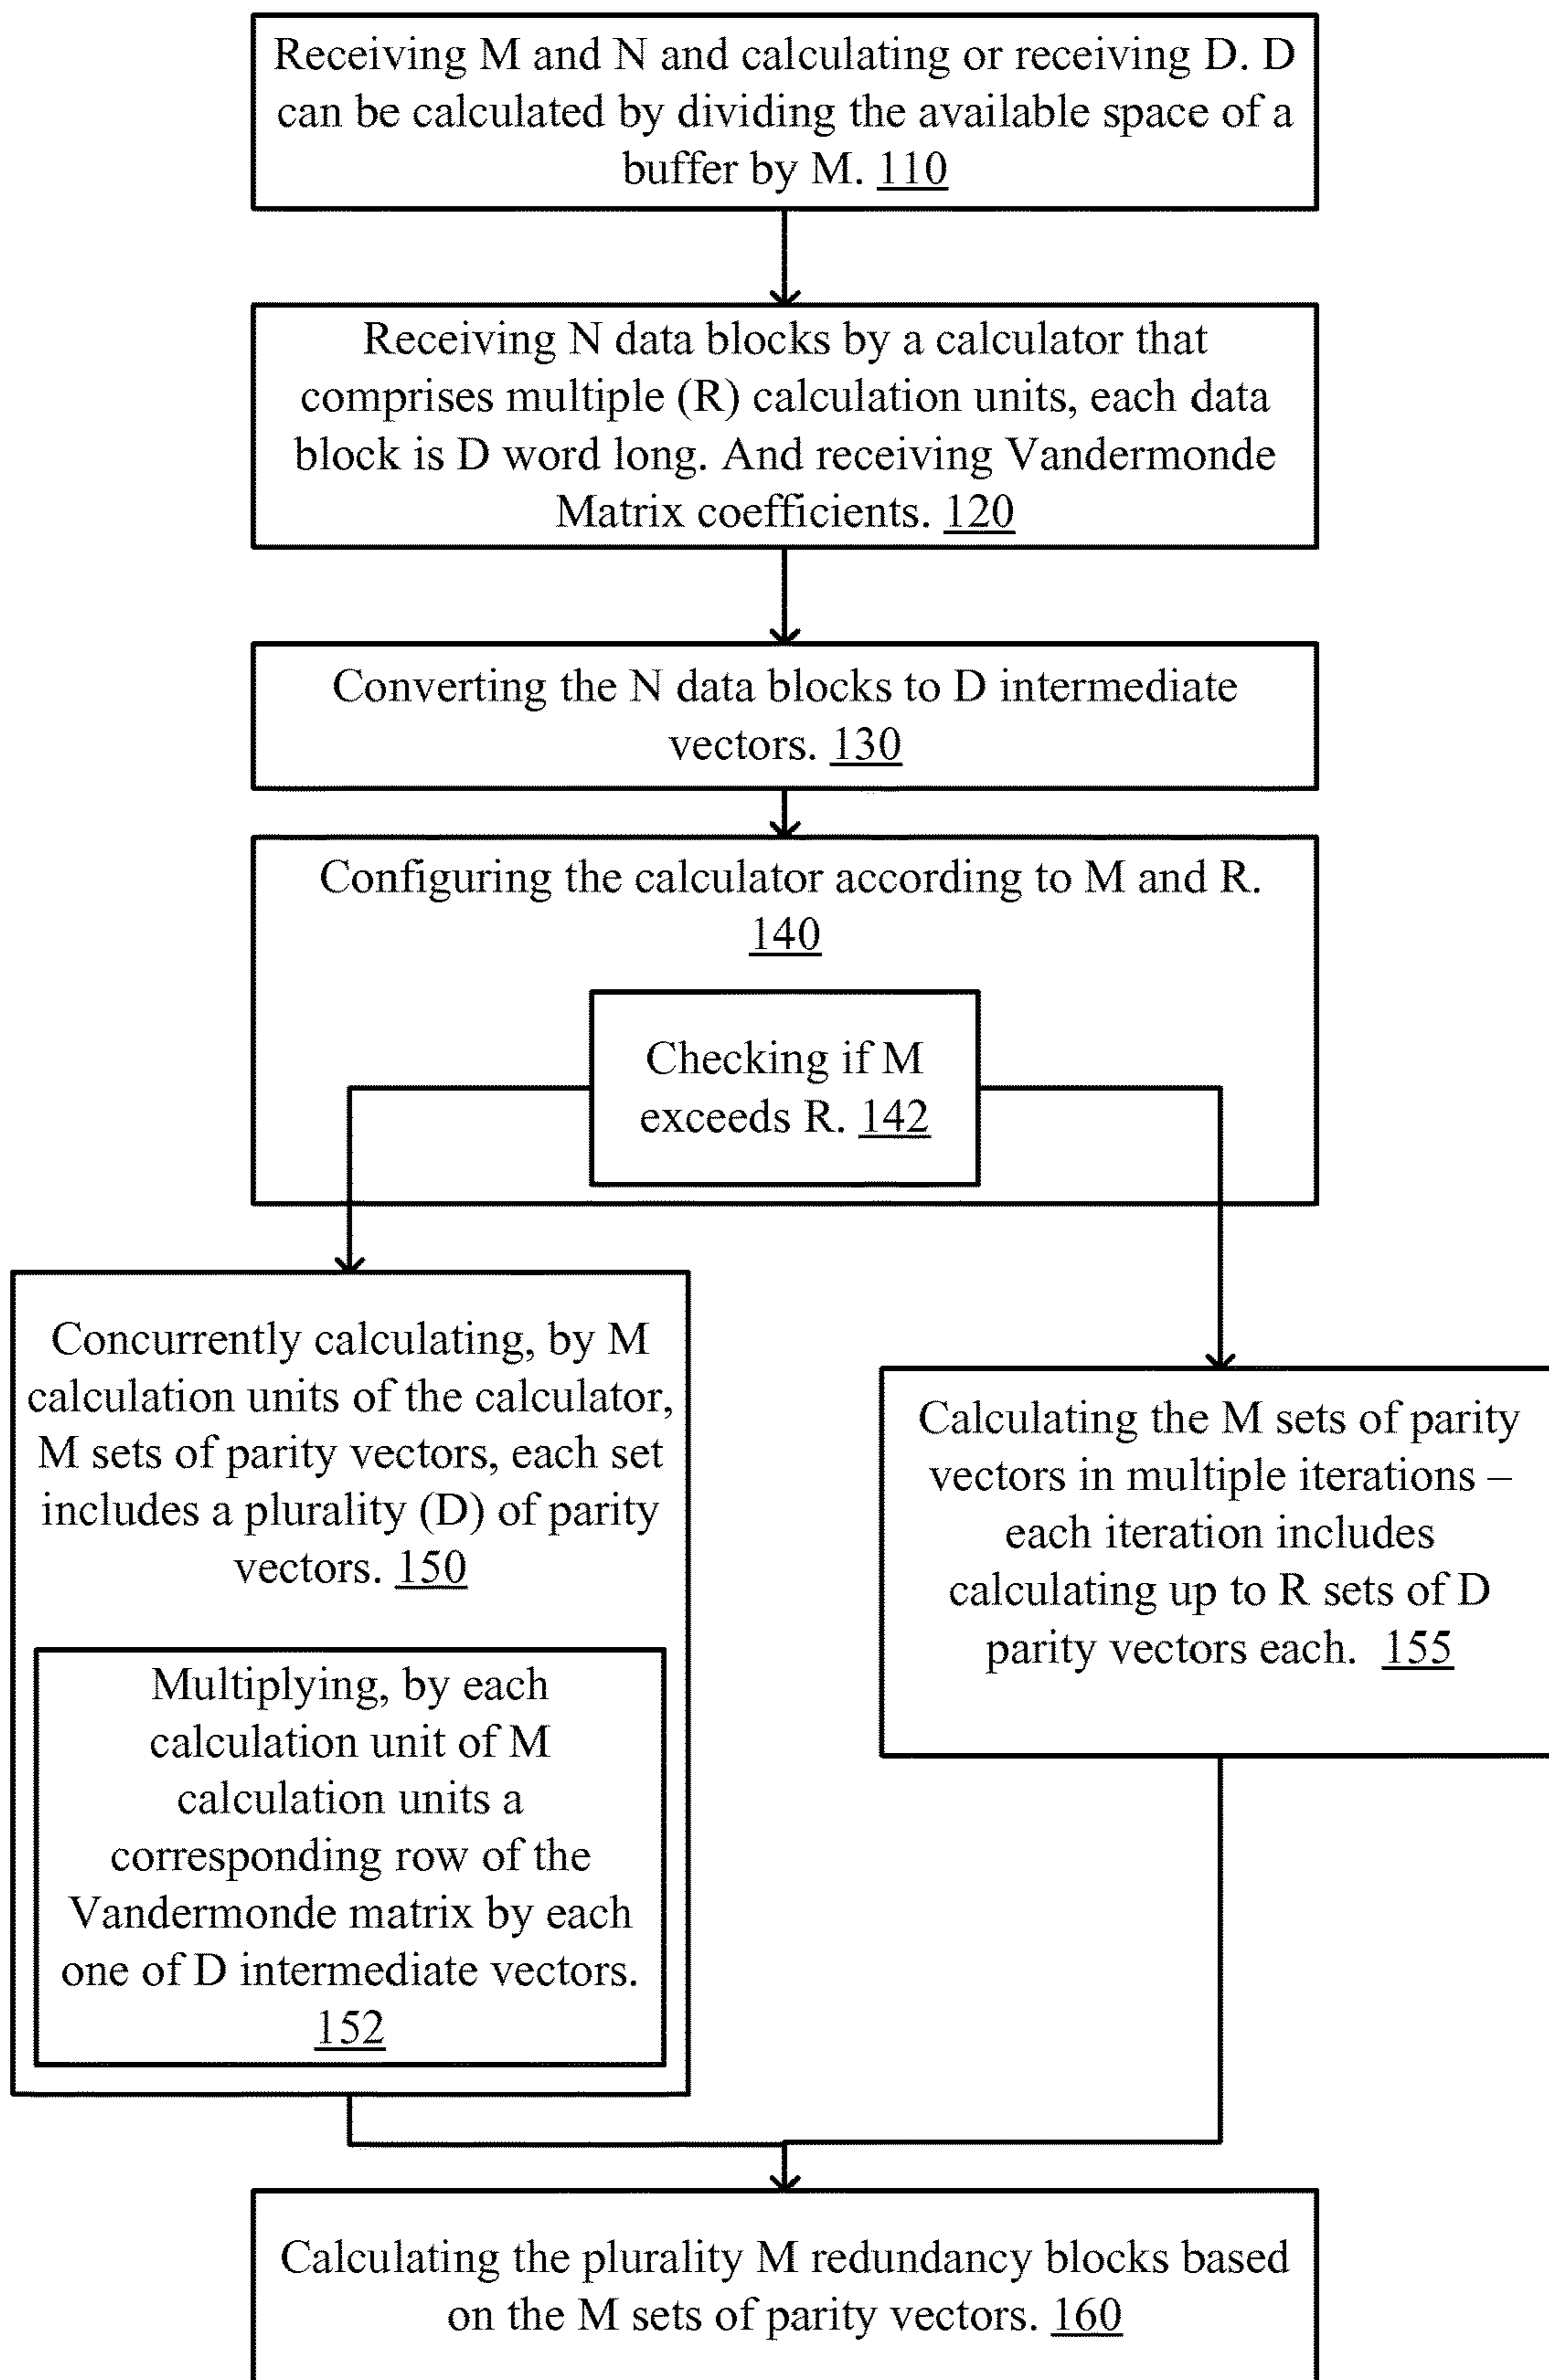 Receiving M and N and calculating or receiving D. D
can be calculated by dividing the available space of a
buffer by M. 110
Receiving N data blocks by a calculator that
comprises multiple (R) calculation units, each data
block is D word long. And receiving Vandermonde
Matrix coefficients. 120
Converting the N data blocks to D intermediate
vectors. 130
Configuring the calculator according to M and R.
140
Checking if M
exceeds R. 142
Concurrently calculating, by M
calculation units of the calculator,
M sets of parity vectors, each set
includes a plurality (D) of parity
vectors. 150
Multiplying, by each
calculation unit of M
calculation units a
corresponding row of the
Vandermonde matrix by each
one of D intermediate vectors.
152
Calculating the M sets of parity
vectors in multiple iterations –
each iteration includes
calculating up to R sets of D
parity vectors each. 155
Calculating the plurality M redundancy blocks based
on the M sets of parity vectors. 160